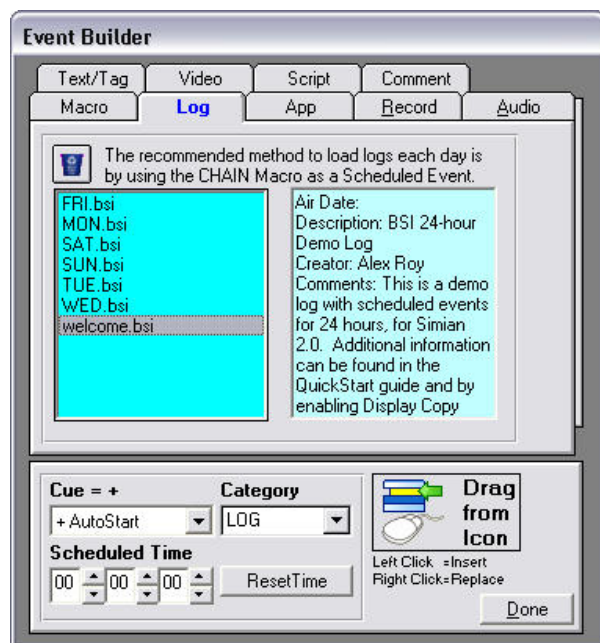 Event Builder
Text/Tag Video Script Comment
Macro Log App Record Audio
The recommended method to load logs each day is
by using the CHAIN Macro as a Scheduled Event.
FRI.bsi
MON.bsi
SAT.bsi
SUN.bsi
TUE.bsi
WED.bsi
welcome.bsi
Air Date:
Description: BSI 24-hour
Demo Log
Creator: Alex Roy
Comments: This is a demo
log with scheduled events
for 24 hours, for Simian
2.0. Additional information
can be found in the
QuickStart guide and by
enabling Display Copy
Cue = + Category
+ AutoStart LOG
Scheduled Time
00 00 00 ResetTime
Drag
from
Icon
Left Click =Insert
Right Click=Replace
Done